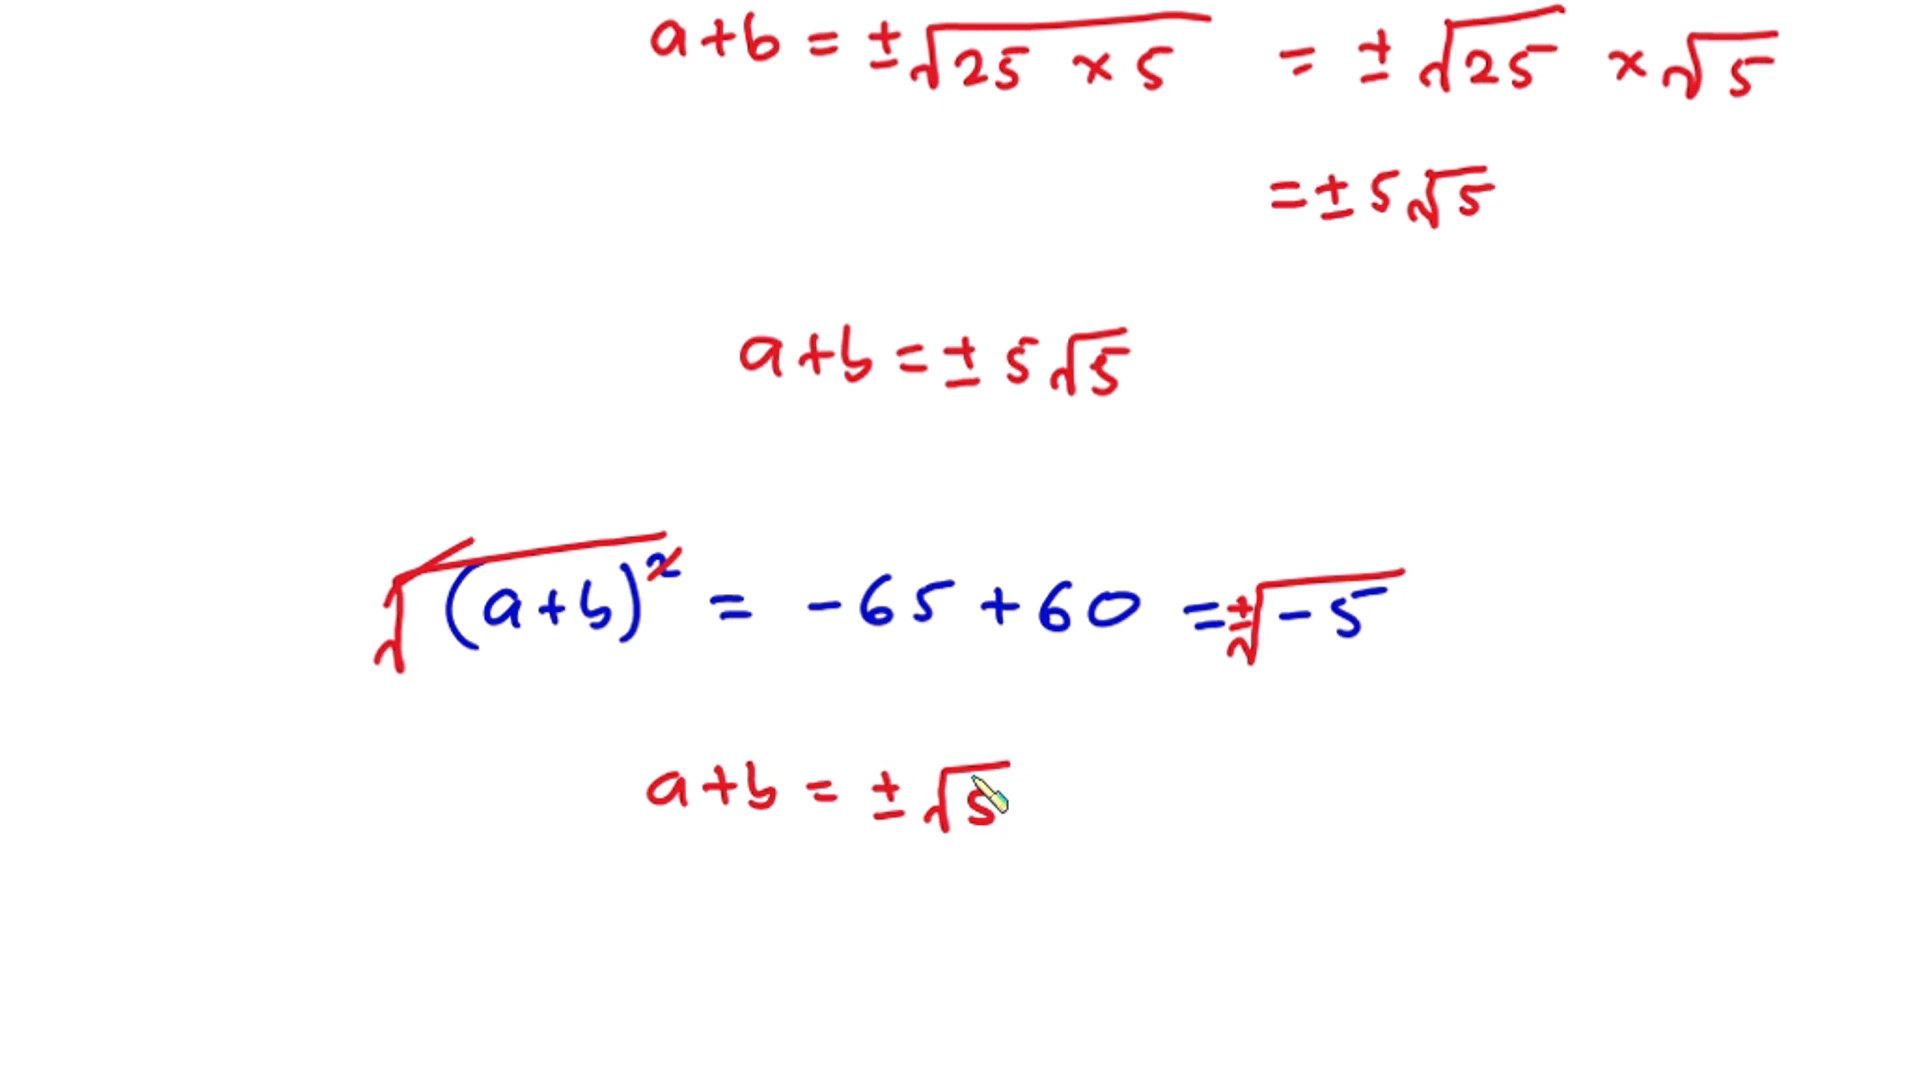 a+b = ±√25 × 5 = ±√25 × √5
= ± 5√5
a+b = ± 5√5
√(a+b)² = -65 + 60 = ±√-5
a+b = ± √5